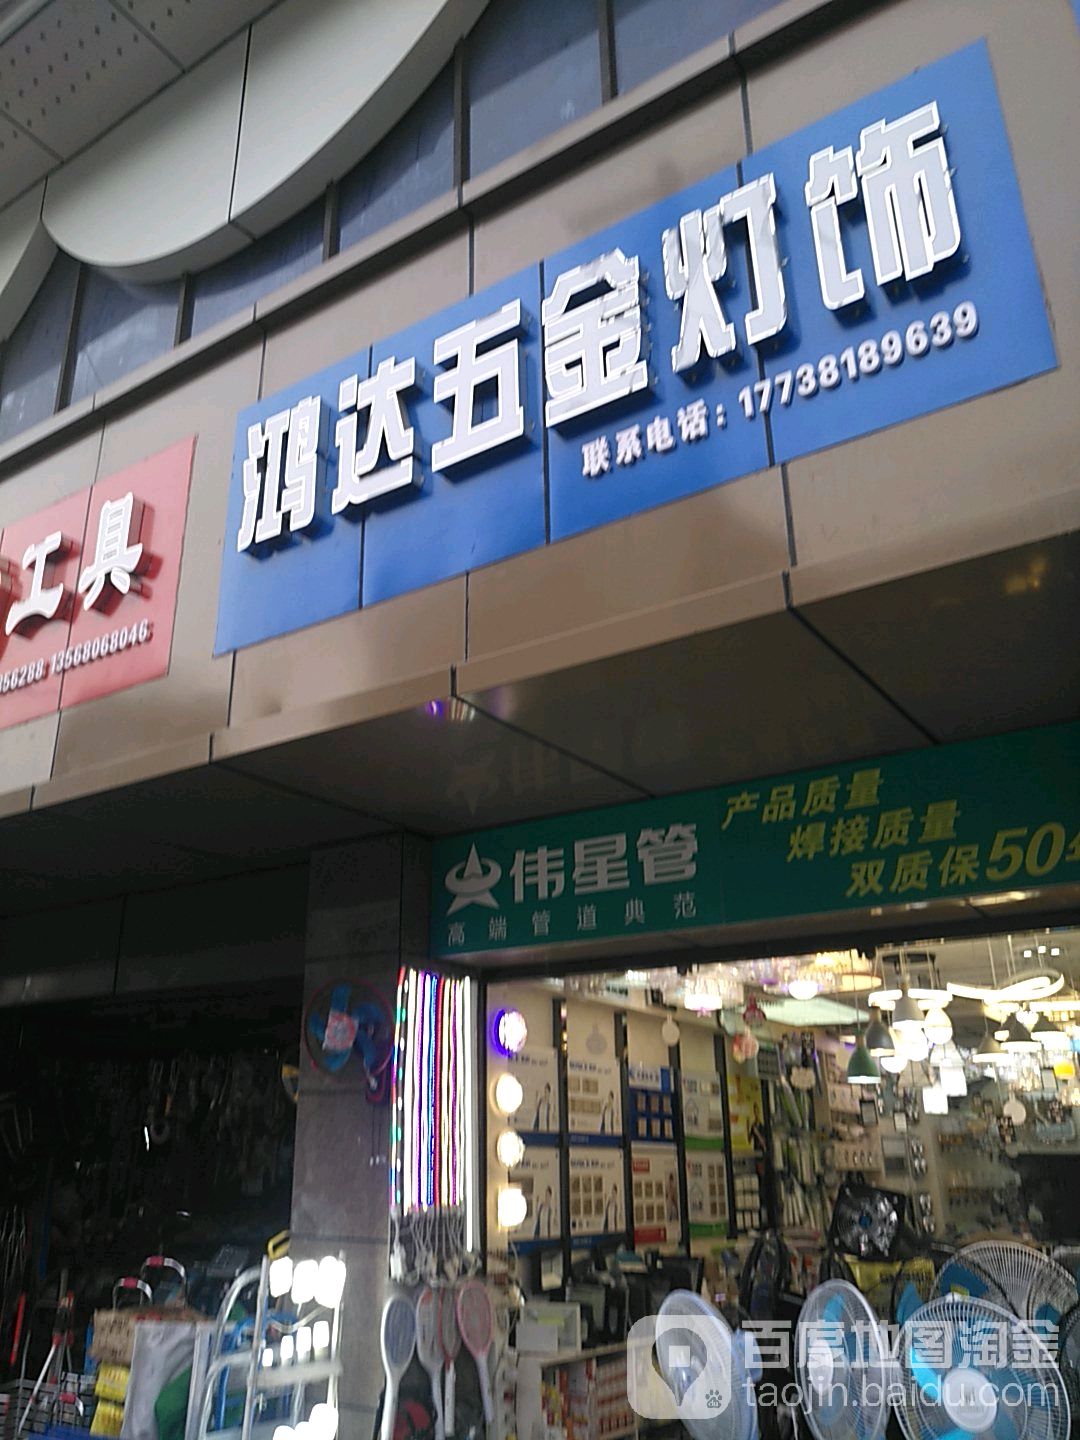 鸿达五金灯饰
联系电话：17738189639
工具
56288 13568068046
伟星管
高端管道典范
产品质量
焊接质量
双质保50年
百度地图淘金
taojin.baidu.com